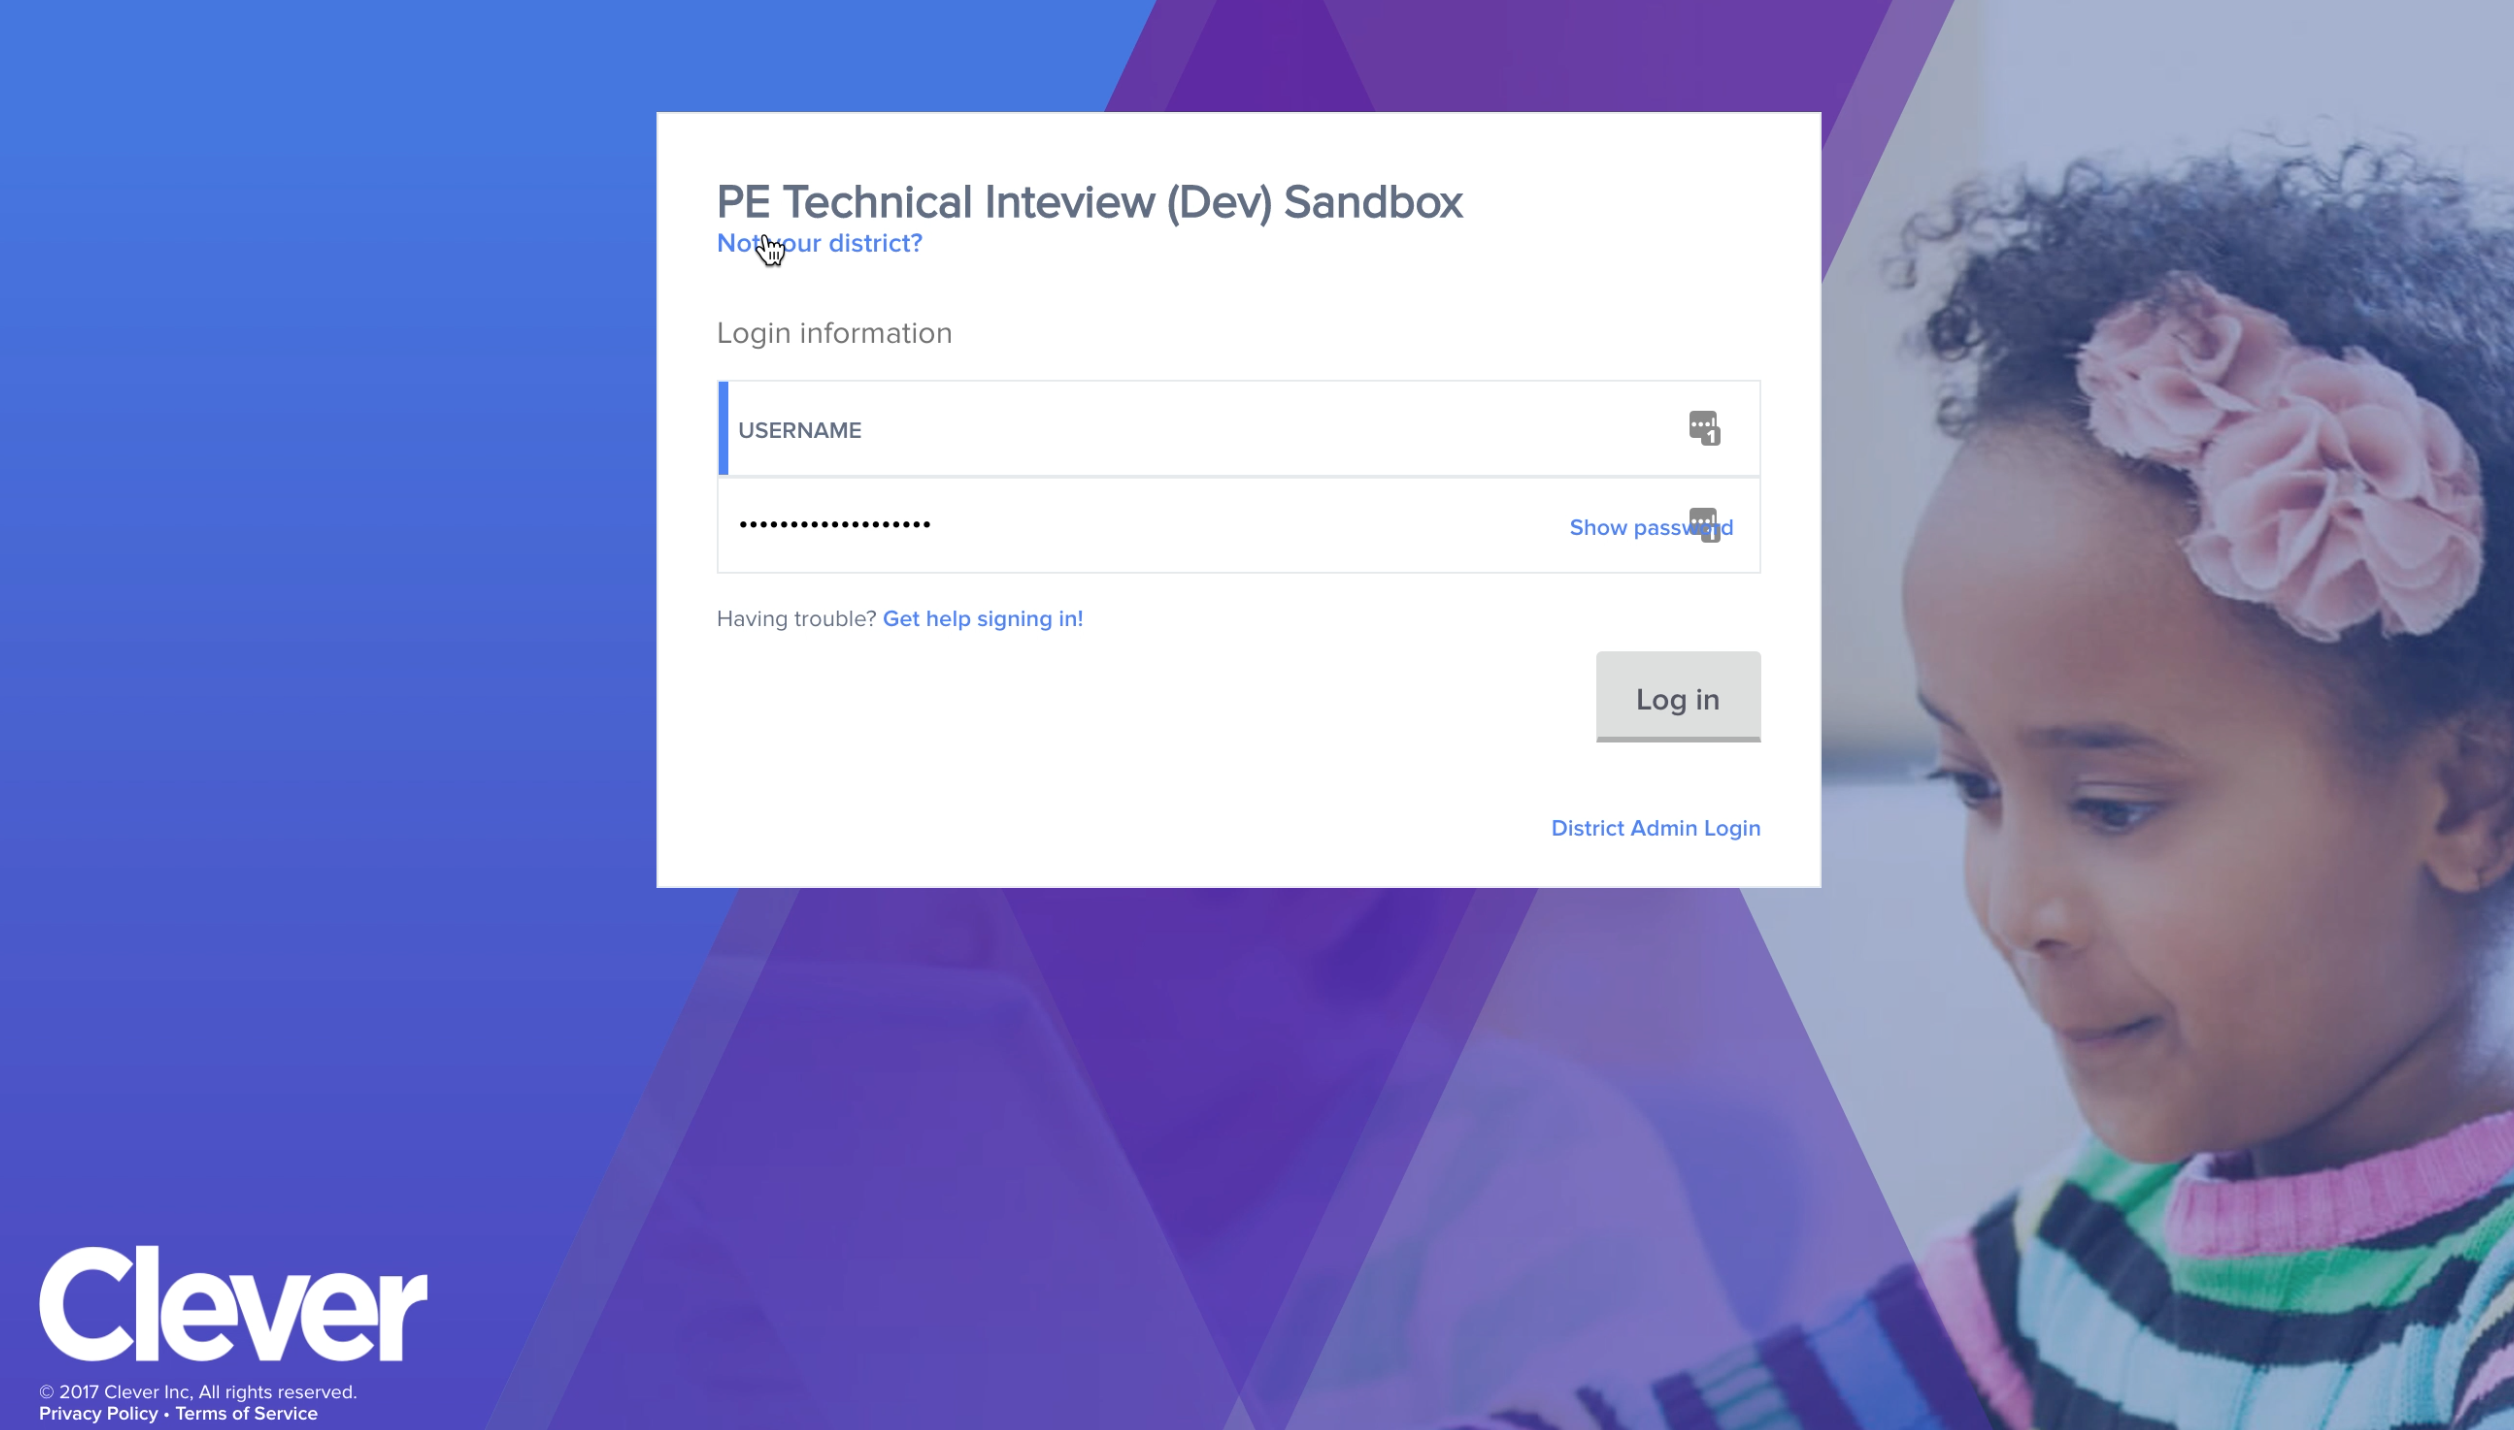 PE Technical Inteview (Dev) Sandbox
Not your district?
Login information
USERNAME
•••••••••••••••••••
Show password
Having trouble? Get help signing in!
Log in
District Admin Login
Clever
© 2017 Clever Inc, All rights reserved.
Privacy Policy • Terms of Service